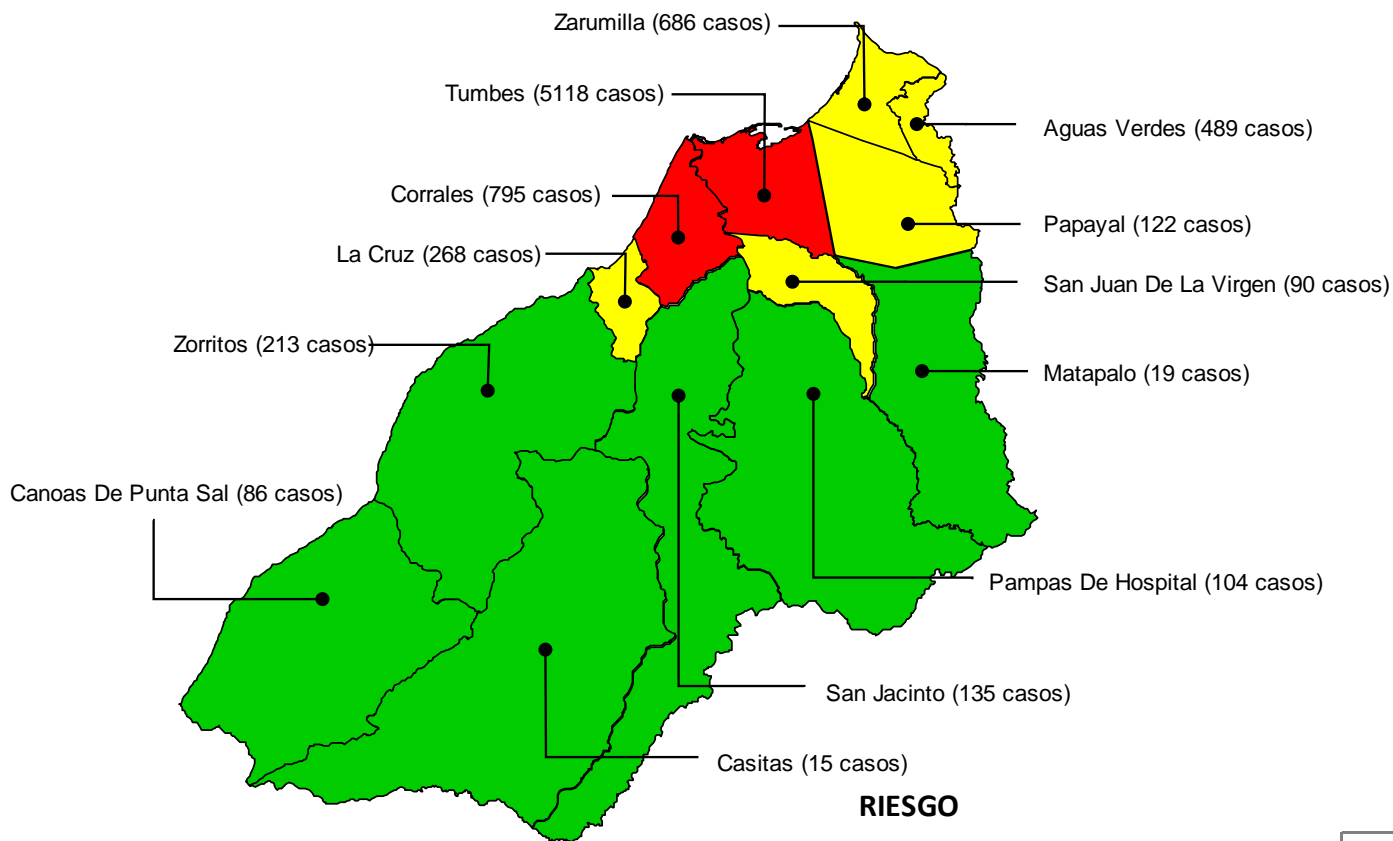 Zarumilla (686 casos)
Tumbes (5118 casos)
Aguas Verdes (489 casos)
Corrales (795 casos)
Papayal (122 casos)
La Cruz (268 casos)
San Juan De La Virgen (90 casos)
Zorritos (213 casos)
Matapalo (19 casos)
Canoas De Punta Sal (86 casos)
Pampas De Hospital (104 casos)
San Jacinto (135 casos)
Casitas (15 casos)
RIESGO